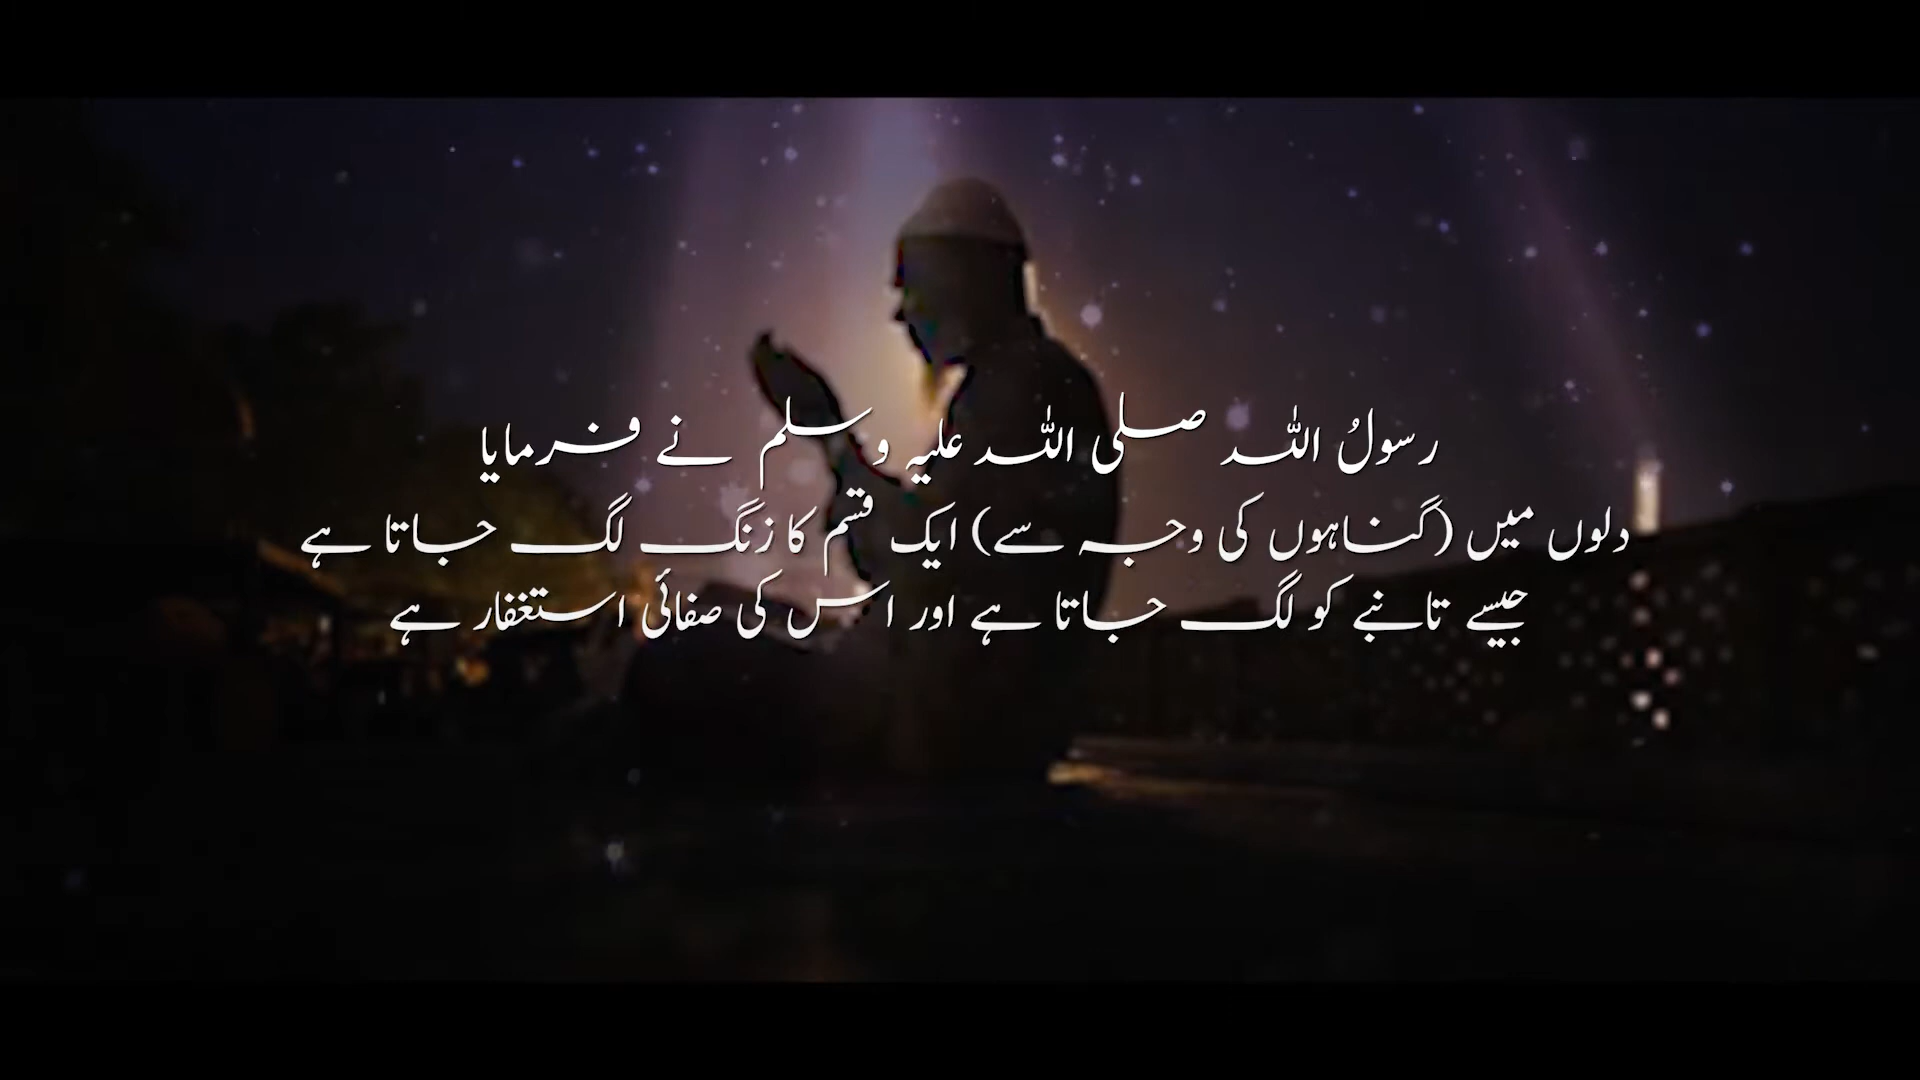 رسولُ اللہ صلی اللہ علیہ وسلم نے فرمایا
دلوں میں (گناہوں کی وجہ سے) ایک قسم کا زنگ لگ جاتا ہے
جیسے تانبے کو لگ جاتا ہے اور اس کی صفائی استغفار ہے